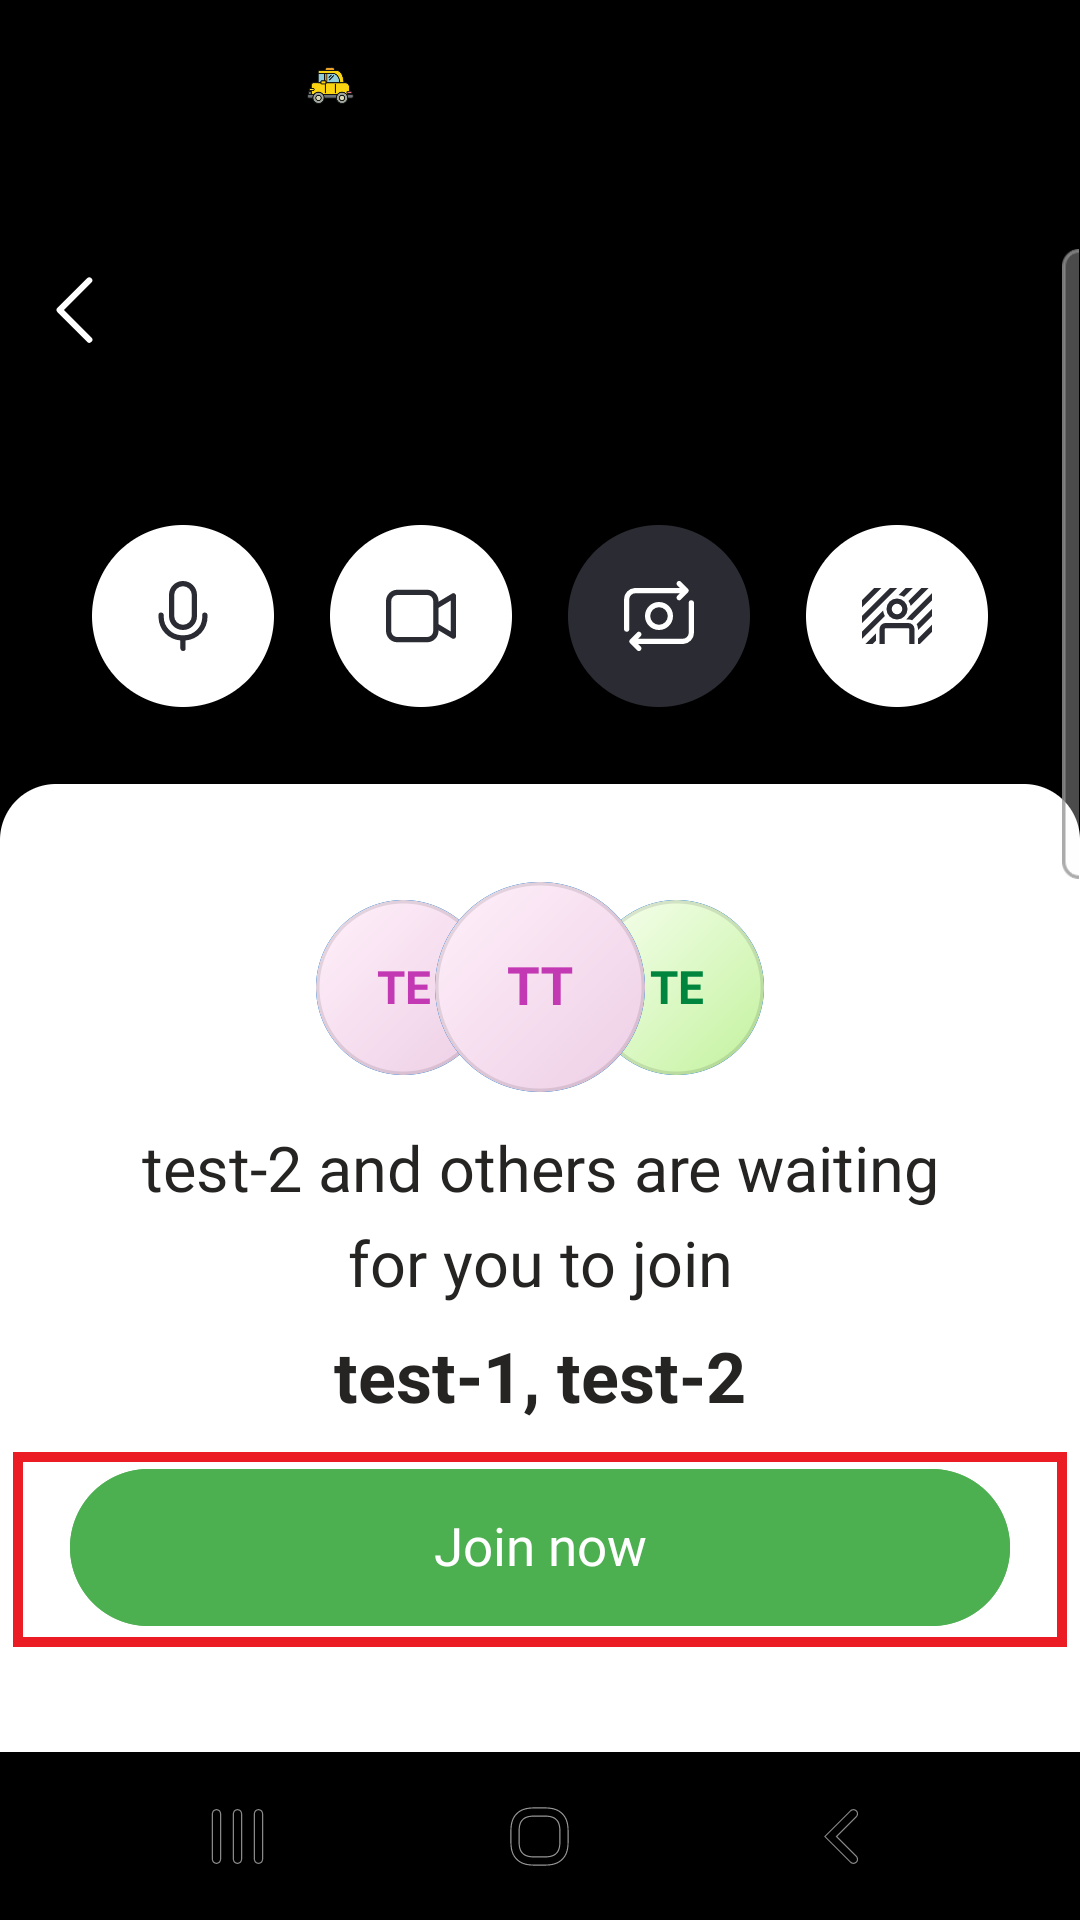 TE TT TE
test-2 and others are waiting
for you to join
test-1, test-2
Join now